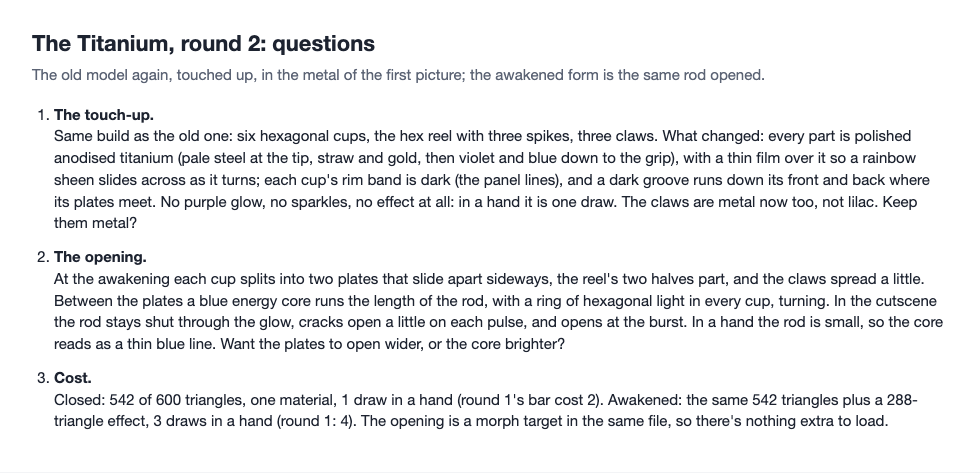 The Titanium, round 2: questions
The old model again, touched up, in the metal of the first picture; the awakened form is the same rod opened.
1. The touch-up.
Same build as the old one: six hexagonal cups, the hex reel with three spikes, three claws. What changed: every part is polished
anodised titanium (pale steel at the tip, straw and gold, then violet and blue down to the grip), with a thin film over it so a rainbow
sheen slides across as it turns; each cup's rim band is dark (the panel lines), and a dark groove runs down its front and back where
its plates meet. No purple glow, no sparkles, no effect at all: in a hand it is one draw. The claws are metal now too, not lilac. Keep
them metal?
2. The opening.
At the awakening each cup splits into two plates that slide apart sideways, the reel's two halves part, and the claws spread a little.
Between the plates a blue energy core runs the length of the rod, with a ring of hexagonal light in every cup, turning. In the cutscene
the rod stays shut through the glow, cracks open a little on each pulse, and opens at the burst. In a hand the rod is small, so the core
reads as a thin blue line. Want the plates to open wider, or the core brighter?
3. Cost.
Closed: 542 of 600 triangles, one material, 1 draw in a hand (round 1's bar cost 2). Awakened: the same 542 triangles plus a 288-
triangle effect, 3 draws in a hand (round 1: 4). The opening is a morph target in the same file, so there's nothing extra to load.